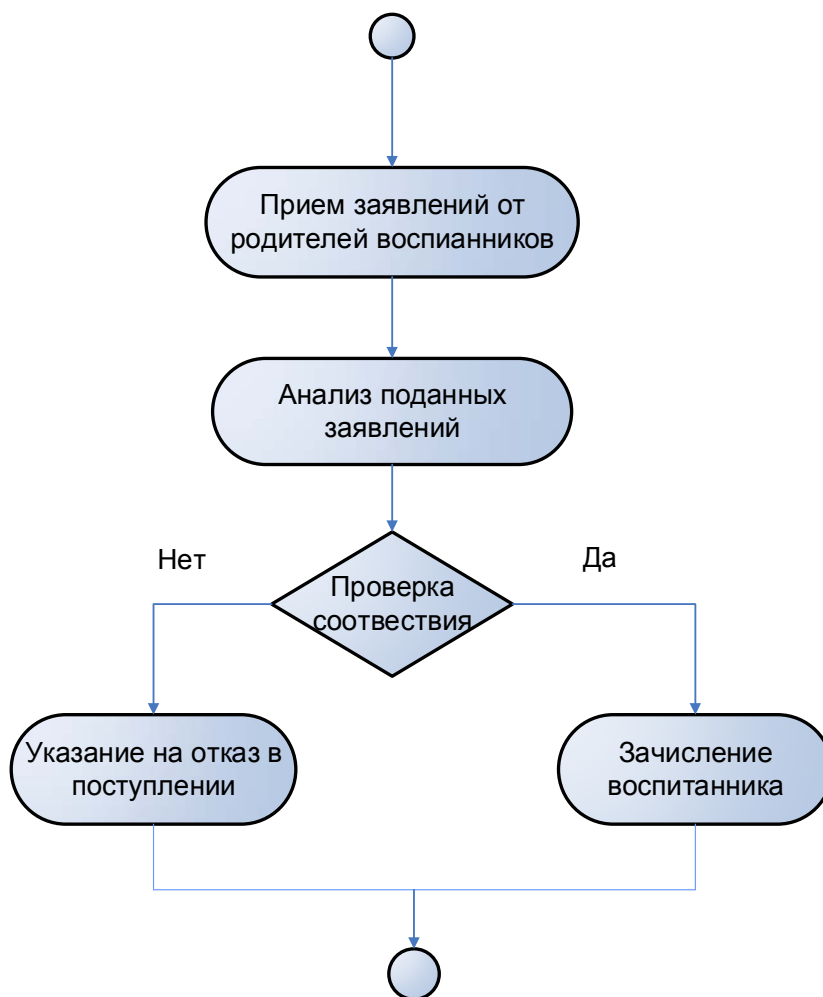 Прием заявлений от
родителей воспианников
Анализ поданных
заявлений
Нет
Да
Проверка
соотвествия
Указание на отказ в
поступлении
Зачисление
воспитанника